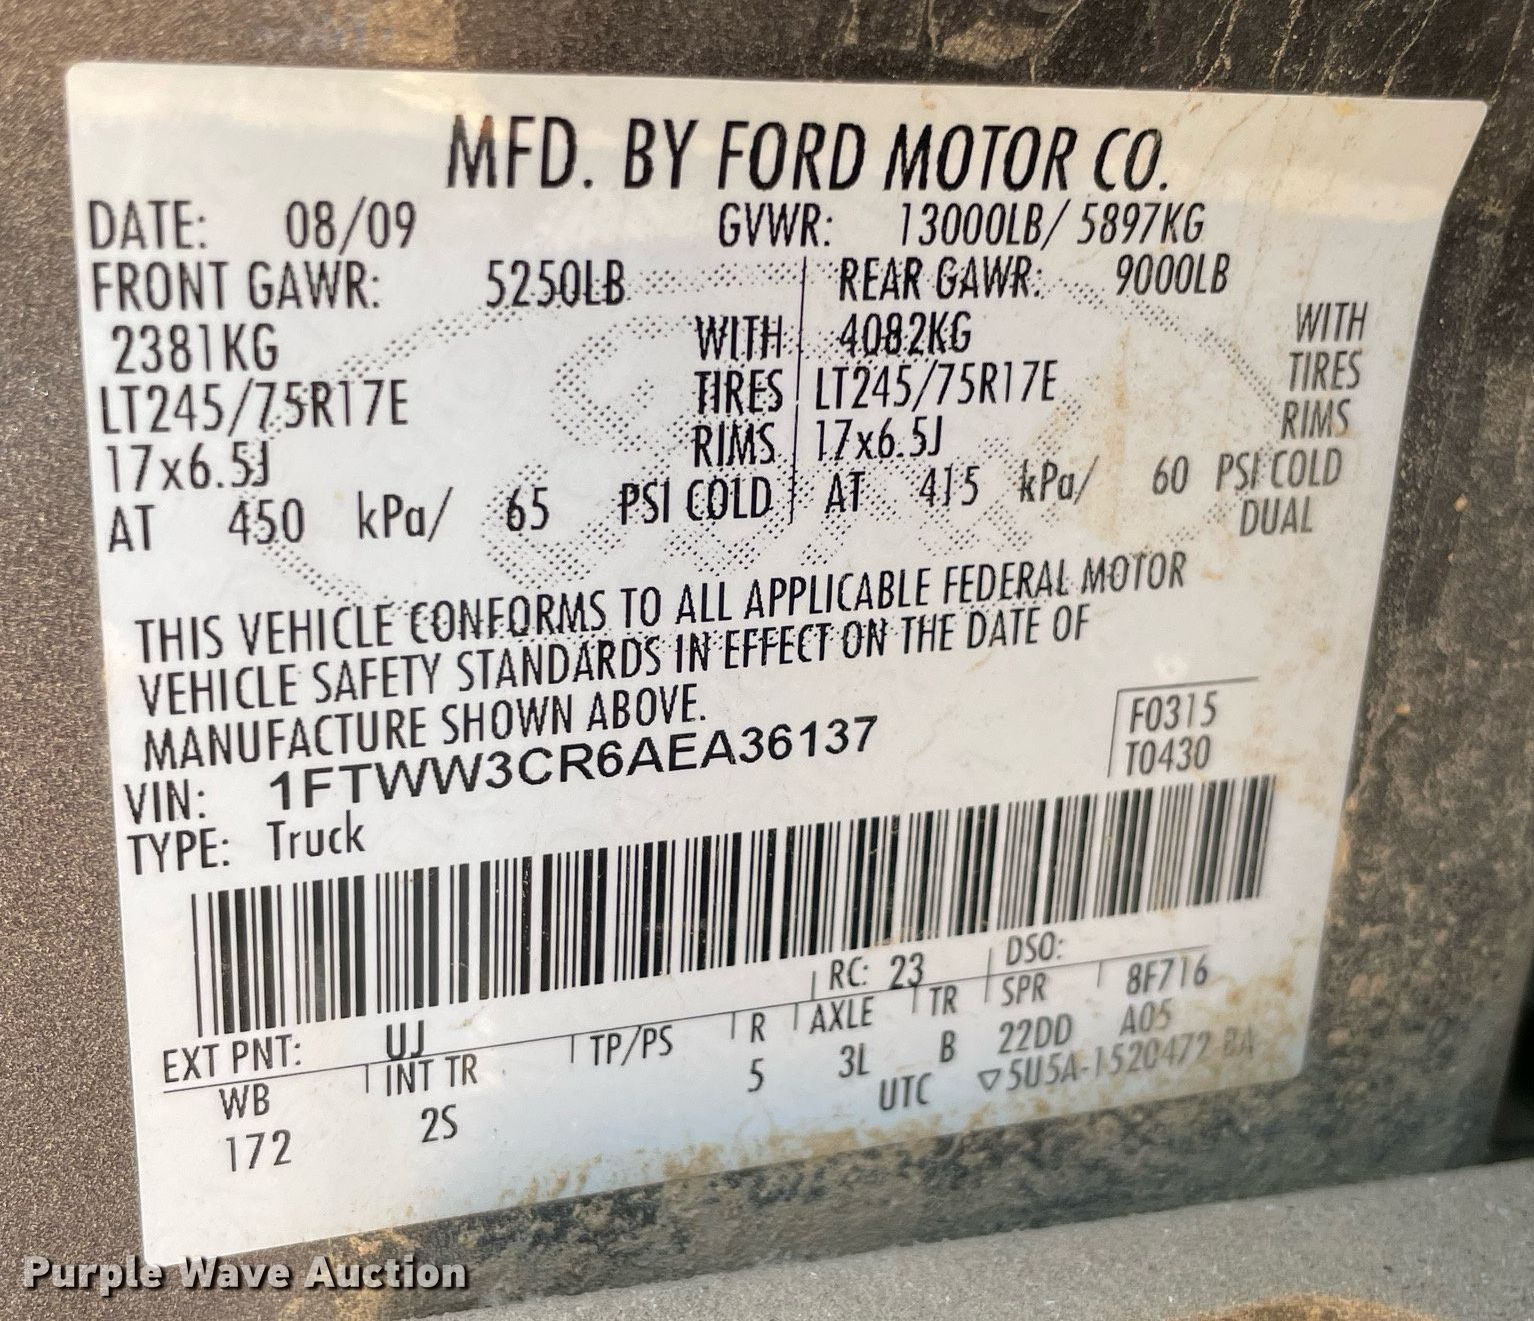 MFD. BY FORD MOTOR CO.
DATE: 08/09 GVWR: 13000LB/ 5897KG
FRONT GAWR: 5250LB REAR GAWR: 9000LB
2381KG WITH 4082KG WITH
LT245/75R17E TIRES LT245/75R17E TIRES
17x6.5J RIMS 17x6.5J RIMS
AT 450 kPa/ 65 PSI COLD AT 415 kPa/ 60 PSI COLD
DUAL
THIS VEHICLE CONFORMS TO ALL APPLICABLE FEDERAL MOTOR
VEHICLE SAFETY STANDARDS IN EFFECT ON THE DATE OF
MANUFACTURE SHOWN ABOVE.
VIN: 1FTWW3CR6AEA36137
F0315
T0430
TYPE: Truck
EXT PNT: UJ RC: 23 DSO:
WB INT TR TP/PS R AXLE TR SPR 8F716
172 2S 5 3L B 22DD A05
UTC ▽5U5A-1520472 BA
Purple Wave Auction